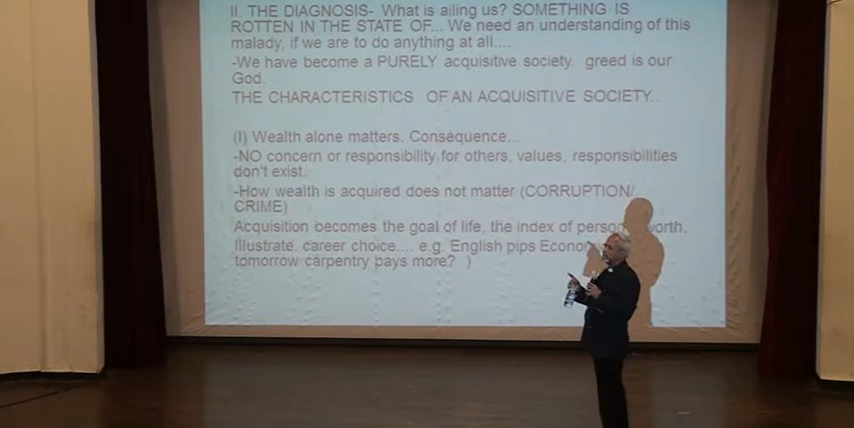 II. THE DIAGNOSIS- What is ailing us? SOMETHING IS
ROTTEN IN THE STATE OF... We need an understanding of this
malady, if we are to do anything at all....
-We have become a PURELY acquisitive society. greed is our
God.
THE CHARACTERISTICS OF AN ACQUISITIVE SOCIETY..
(I) Wealth alone matters. Consequence...
-NO concern or responsibility for others, values, responsibilities
don't exist.
-How wealth is acquired does not matter (CORRUPTION/
CRIME)
Acquisition becomes the goal of life, the index of
Illustrate. career choice.... e.g. English pips
tomorrow carpentry pays more? )